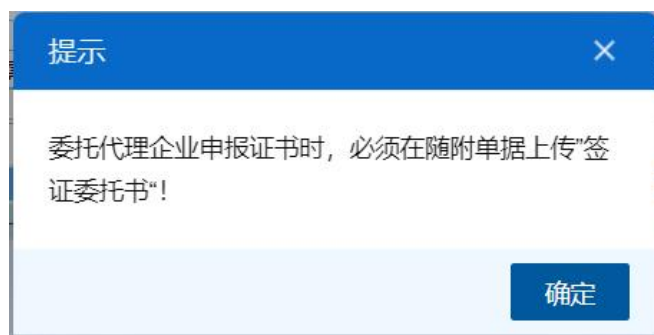 提示
委托代理企业申报证书时，必须在随附单据上传”签
证委托书“！
确定